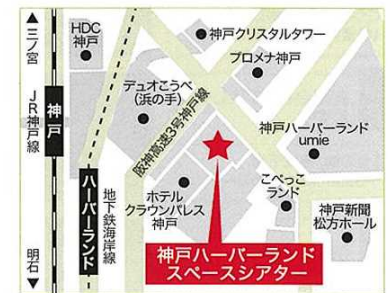 ▲三ノ宮
JR神戸線
明石▼
神戸
HDC
神戸
神戸クリスタルタワー
プロメナ神戸
デュオこうべ
(浜の手)
阪神高速3号神戸線
神戸ハーバーランド
umie
こべっこ
ランド
ハーバーランド
地下鉄海岸線
ホテル
クラウンパレス
神戸
神戸新聞
松方ホール
神戸ハーバーランド
スペースシアター